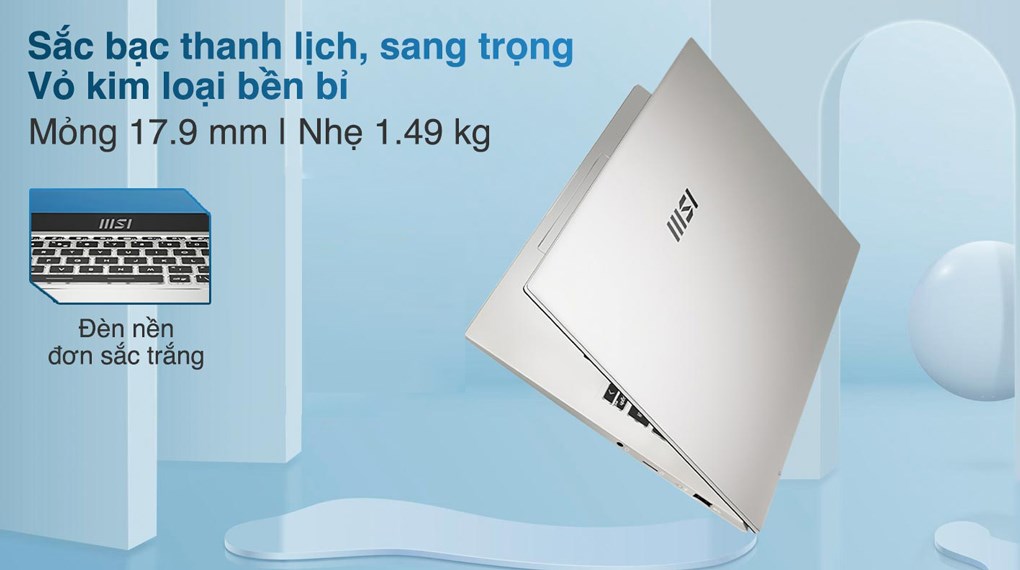 Sắc bạc thanh lịch, sang trọng
Vỏ kim loại bền bỉ
Mỏng 17.9 mm | Nhẹ 1.49 kg
msi
Đèn nền
đơn sắc trắng
msi